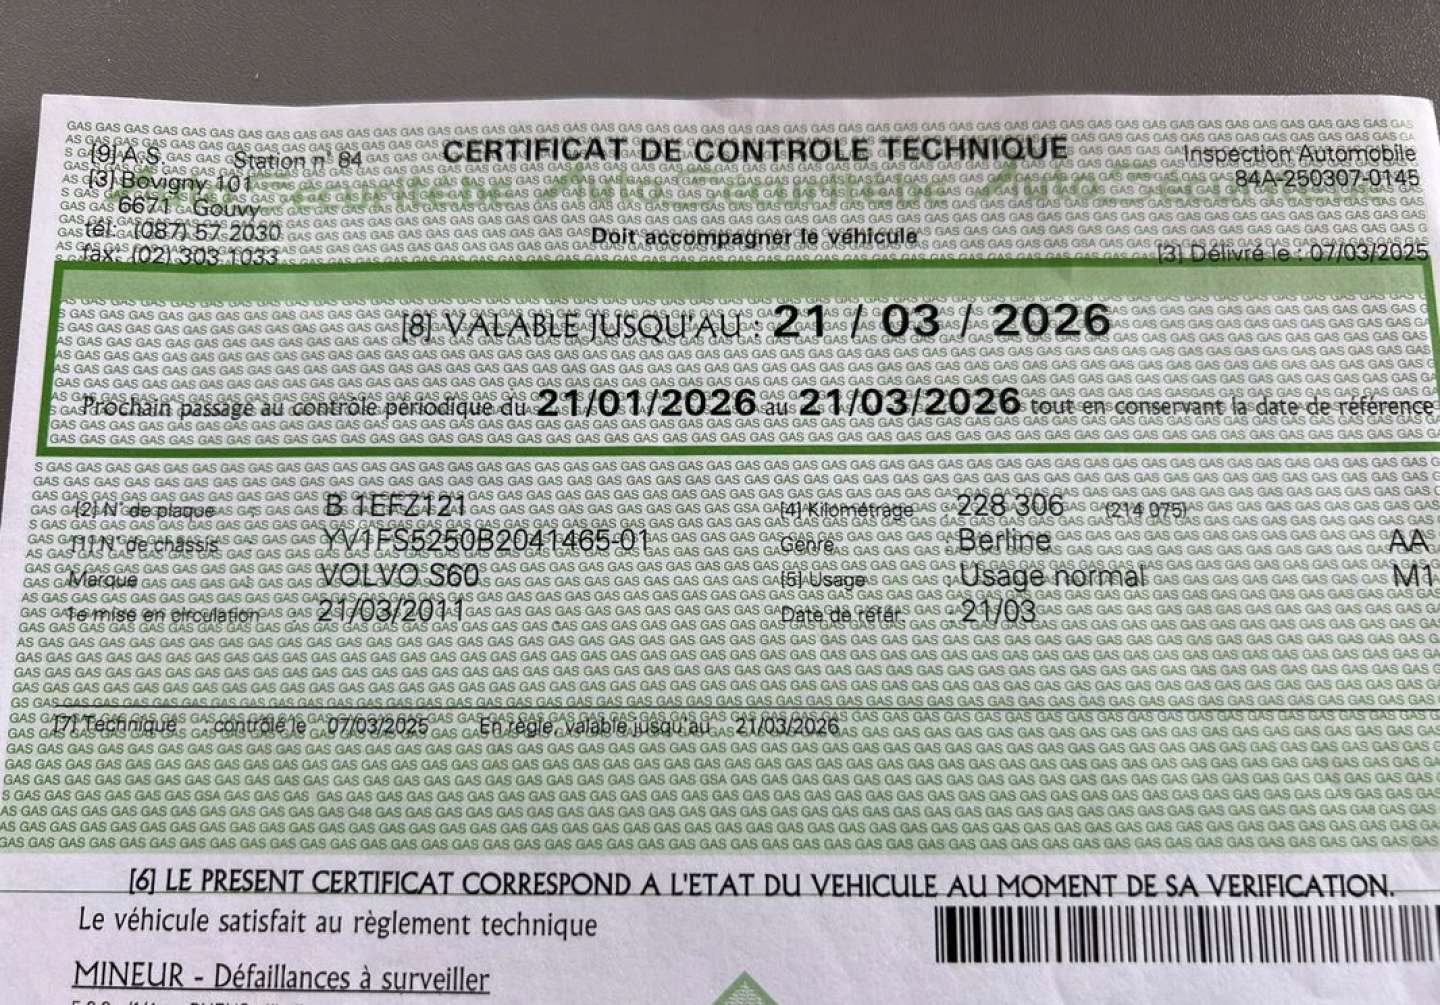 [9] A.S. Station n° 84
[3] Bovigny 101
6671 Gouvy
tél. (087) 57 2030
fax. (02) 303 1033
CERTIFICAT DE CONTROLE TECHNIQUE
Doit accompagner le véhicule
Inspection Automobile
84A-250307-0145
[3] Délivré le : 07/03/2025
[8] VALABLE JUSQU'AU : 21 / 03 / 2026
Prochain passage au contrôle périodique du 21/01/2026 au 21/03/2026 tout en conservant la date de référence
[2] N° de plaque : B 1EFZ121 [4] Kilométrage : 228 306 (214 075)
[1] N° de châssis : YV1FS5250B2041465-01 Genre : Berline AA
Marque : VOLVO S60 [5] Usage : Usage normal M1
1e mise en circulation : 21/03/2011 Date de référ. : 21/03
[7] Technique : contrôlé le 07/03/2025 En règle, valable jusqu'au 21/03/2026
[6] LE PRESENT CERTIFICAT CORRESPOND A L'ETAT DU VEHICULE AU MOMENT DE SA VERIFICATION.
Le véhicule satisfait au règlement technique
MINEUR - Défaillances à surveiller